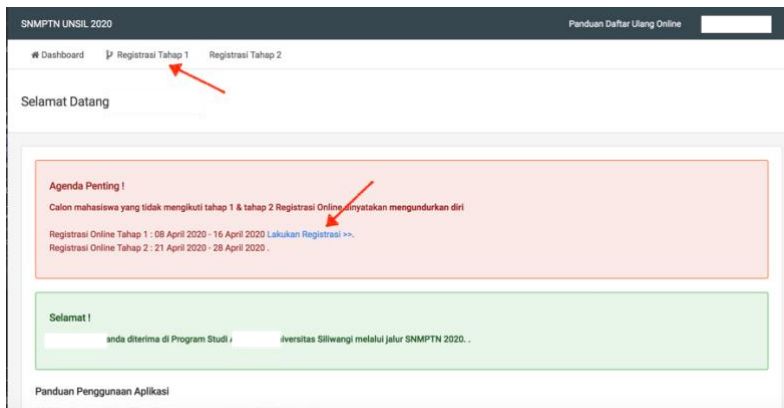 SNMPTN UNSIL 2020
Panduan Daftar Ulang Online
Dashboard Registrasi Tahap 1 Registrasi Tahap 2
Selamat Datang
Agenda Penting !
Calon mahasiswa yang tidak mengikuti tahap 1 & tahap 2 Registrasi Online dinyatakan mengundurkan diri
Registrasi Online Tahap 1 : 08 April 2020 - 16 April 2020 Lakukan Registrasi >>.
Registrasi Online Tahap 2 : 21 April 2020 - 28 April 2020 .
Selamat !
anda diterima di Program Studi Siliwangi melalui jalur SNMPTN 2020. .
Panduan Penggunaan Aplikasi